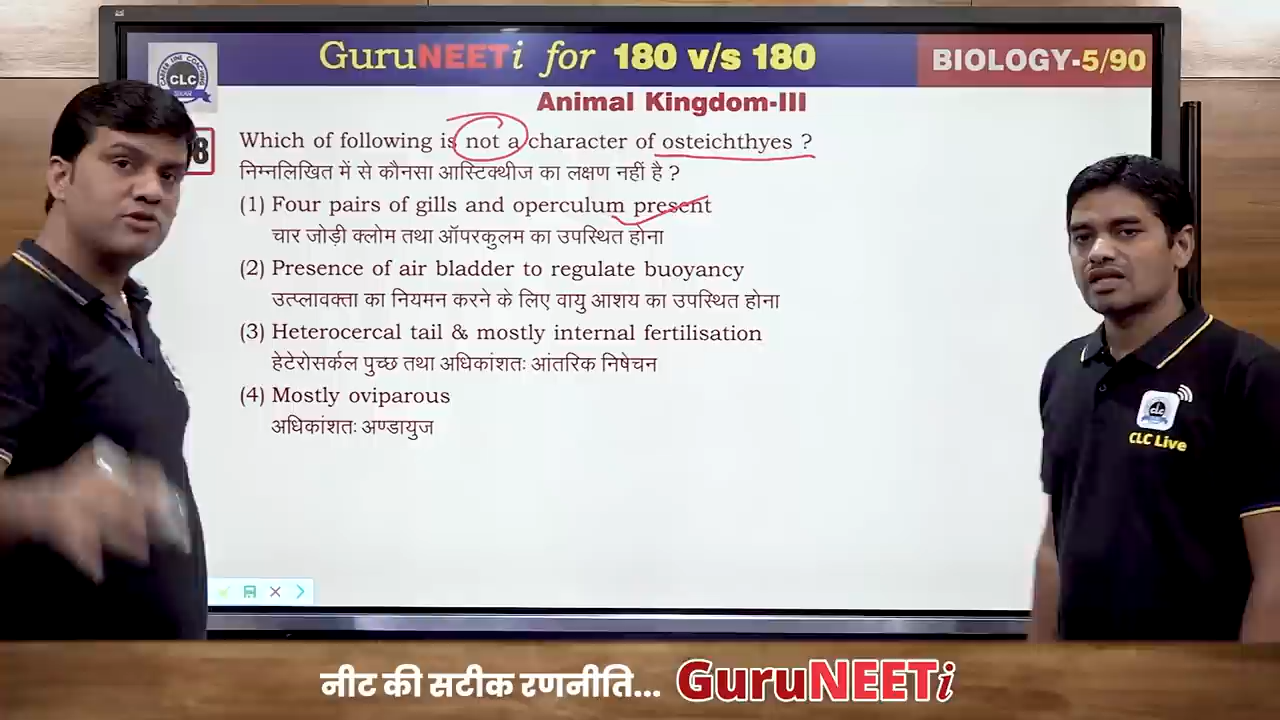 GuruNEETi for 180 v/s 180
BIOLOGY-5/90
CLC
Animal Kingdom-III
8 Which of following is not a character of osteichthyes ?
निम्नलिखित में से कौनसा आस्टिक्थीज का लक्षण नहीं है ?
(1) Four pairs of gills and operculum present
चार जोड़ी क्लोम तथा ऑपरकुलम का उपस्थित होना
(2) Presence of air bladder to regulate buoyancy
उत्प्लावक्ता का नियमन करने के लिए वायु आशय का उपस्थित होना
(3) Heterocercal tail & mostly internal fertilisation
हेटेरोसर्कल पुच्छ तथा अधिकांशतः आंतरिक निषेचन
(4) Mostly oviparous
अधिकांशतः अण्डायुज
CLC
CLC Live
नीट की सटीक रणनीति... GuruNEETi